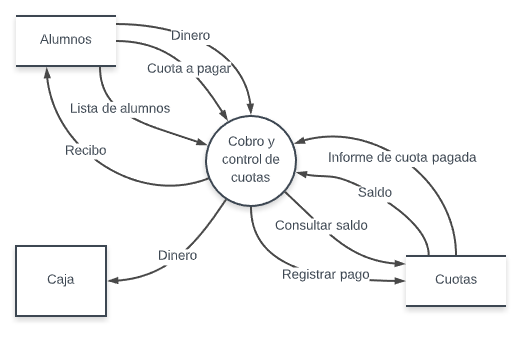 Alumnos
Dinero
Cuota a pagar
Lista de alumnos
Recibo
Cobro y
control de
cuotas
Informe de cuota pagada
Saldo
Consultar saldo
Dinero
Registrar pago
Caja
Cuotas